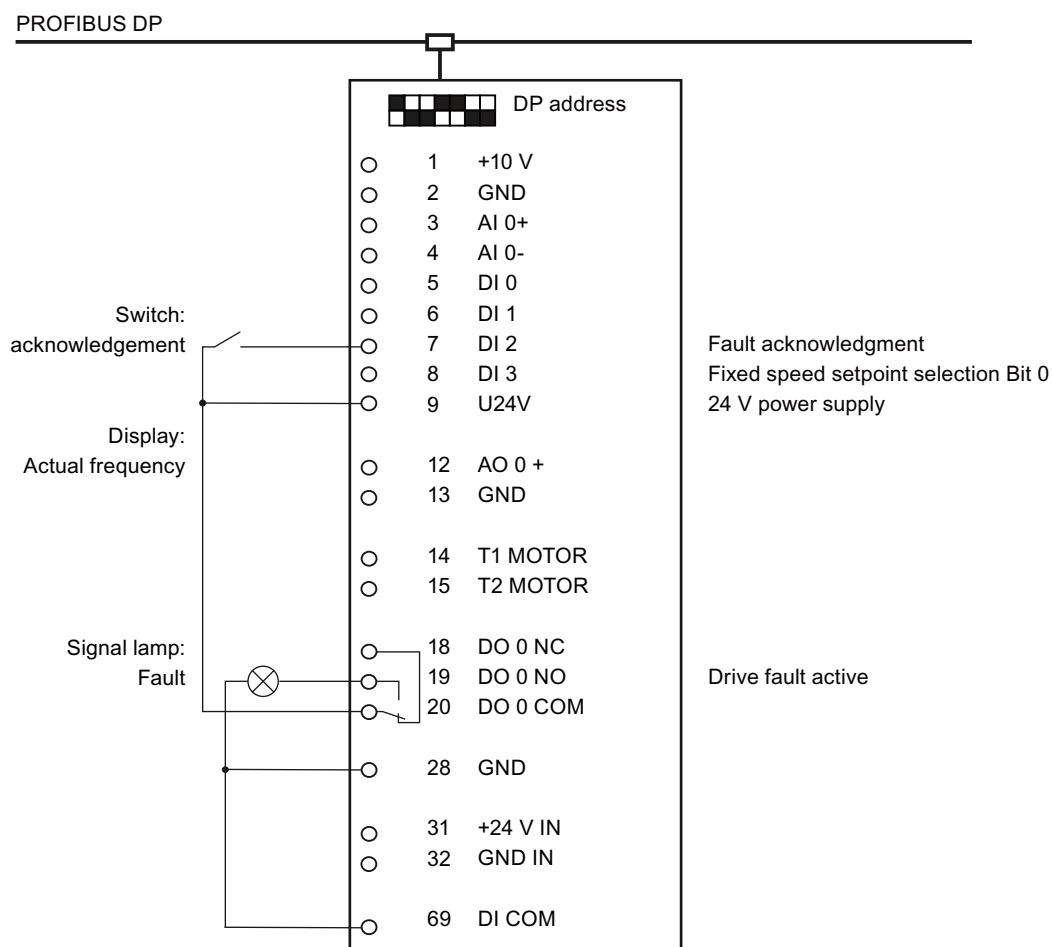 PROFIBUS DP
DP address
1 +10 V
2 GND
3 AI 0+
4 AI 0-
5 DI 0
Switch: 6 DI 1
acknowledgement 7 DI 2 Fault acknowledgment
8 DI 3 Fixed speed setpoint selection Bit 0
9 U24V 24 V power supply
Display:
Actual frequency 12 AO 0 +
13 GND
14 T1 MOTOR
15 T2 MOTOR
Signal lamp: 18 DO 0 NC
Fault 19 DO 0 NO Drive fault active
20 DO 0 COM
28 GND
31 +24 V IN
32 GND IN
69 DI COM